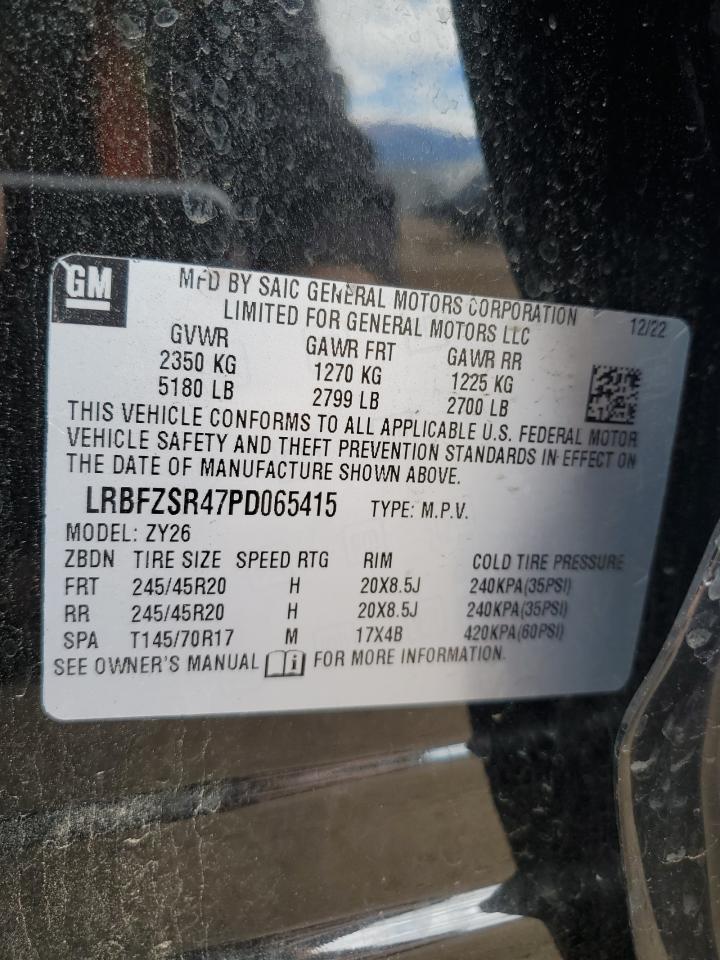 GM
MFD BY SAIC GENERAL MOTORS CORPORATION
LIMITED FOR GENERAL MOTORS LLC
12/22
GVWR GAWR FRT GAWR RR
2350 KG 1270 KG 1225 KG
5180 LB 2799 LB 2700 LB
THIS VEHICLE CONFORMS TO ALL APPLICABLE U.S. FEDERAL MOTOR
VEHICLE SAFETY AND THEFT PREVENTION STANDARDS IN EFFECT ON
THE DATE OF MANUFACTURE SHOWN ABOVE.
LRBFZSR47PD065415 TYPE: M.P.V.
MODEL: ZY26
ZBDN TIRE SIZE SPEED RTG RIM COLD TIRE PRESSURE
FRT 245/45R20 H 20X8.5J 240KPA(35PSI)
RR 245/45R20 H 20X8.5J 240KPA(35PSI)
SPA T145/70R17 M 17X4B 420KPA(60PSI)
SEE OWNER'S MANUAL i FOR MORE INFORMATION.